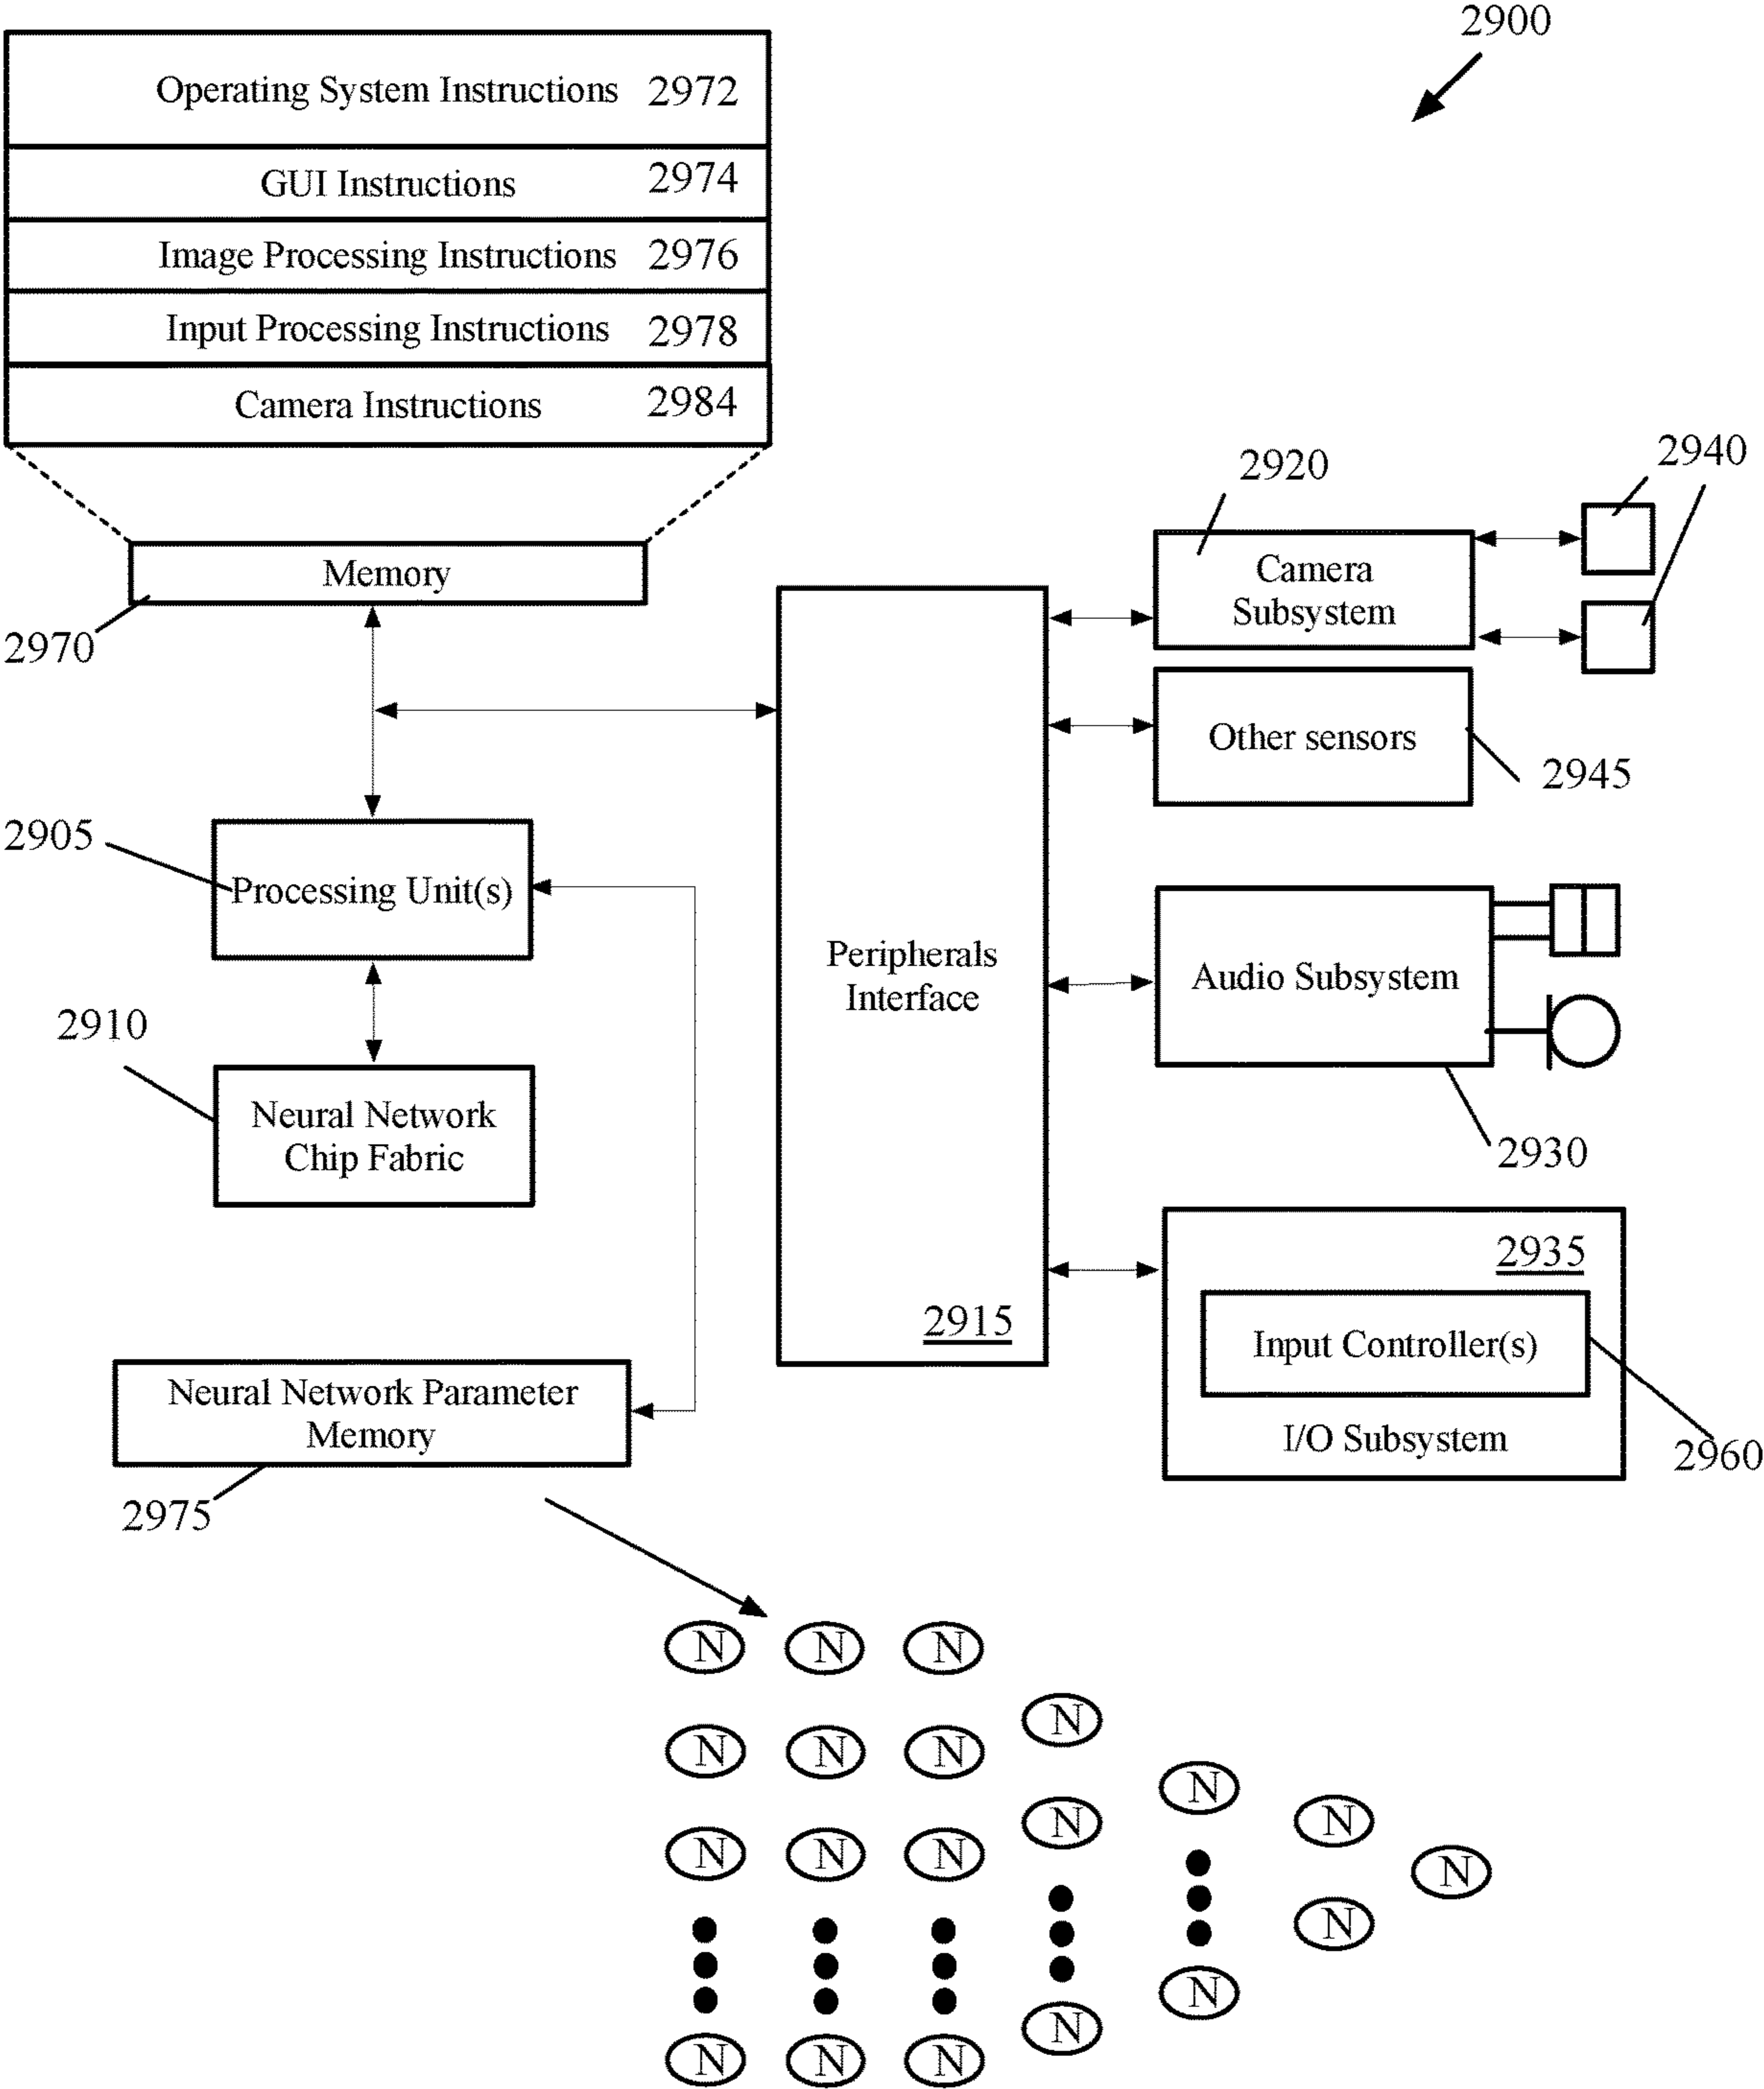 2900
Operating System Instructions 2972
GUI Instructions 2974
Image Processing Instructions 2976
Input Processing Instructions 2978
Camera Instructions 2984
Memory
2970
2920
2940
Camera
Subsystem
Other sensors
2945
2905
Processing Unit(s)
Peripherals
Interface
2915
Audio Subsystem
2930
2910
Neural Network
Chip Fabric
2935
Input Controller(s)
I/O Subsystem
2960
Neural Network Parameter
Memory
2975
N N N
N
N N N
N
N
N
N N N
N
N
N
N
N
N N N